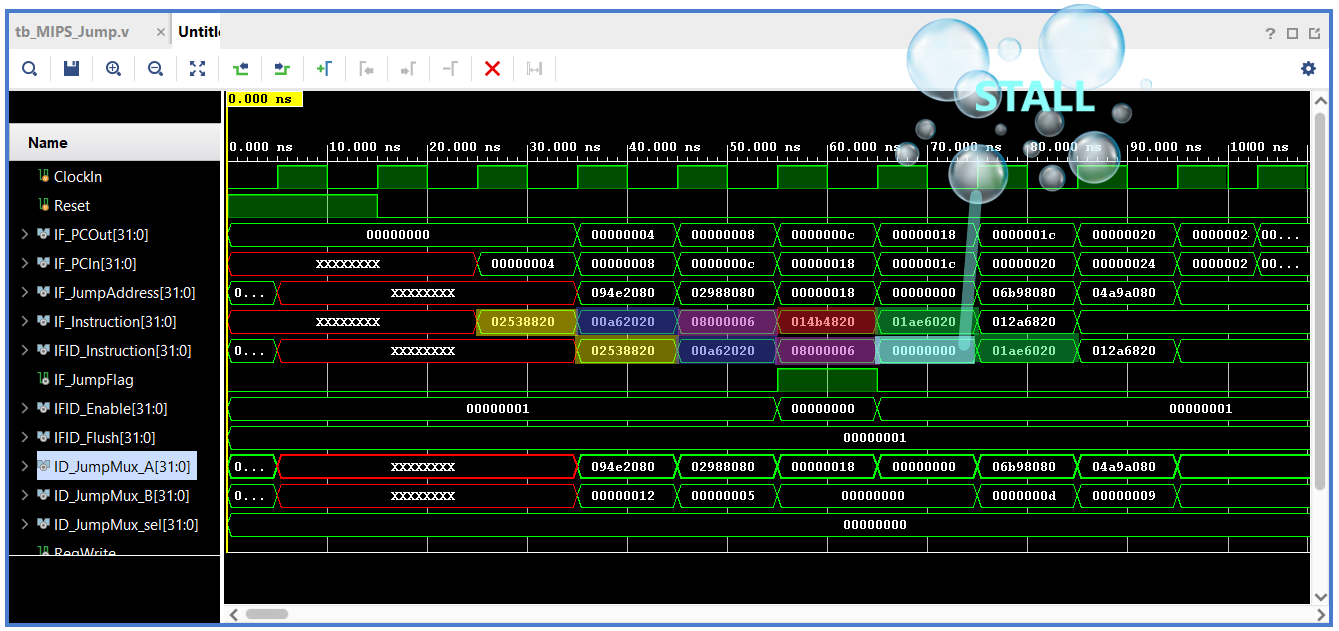 tb_MIPS_Jump.v × Untitl
?
STALL
0.000 ns
Name
0.000 ns 10.000 ns 20.000 ns 30.000 ns 40.000 ns 50.000 ns 60.000 ns 70.000 ns 80.000 ns 90.000 ns
ClockIn
Reset
IF_PCOut[31:0] 00000000 00000004 00000008 0000000c 00000018 0000001c 00000020 0000002 00...
IF_PCIn[31:0] XXXXXXXX 00000004 00000008 0000000c 00000018 0000001c 00000020 00000024 0000002 00...
IF_JumpAddress[31:0] 0... XXXXXXXX 094e2080 02988080 00000018 00000000 06b98080 04a9a080
IF_Instruction[31:0] XXXXXXXX 02538820 00a62020 08000006 014b4820 01ae6020 012a6820
IFID_Instruction[31:0] 0... XXXXXXXX 02538820 00a62020 08000006 00000000 01ae6020 012a6820
IF_JumpFlag
IFID_Enable[31:0] 00000001 00000000 00000001
IFID_Flush[31:0] 00000001
ID_JumpMux_A[31:0] 0... XXXXXXXX 094e2080 02988080 00000018 00000000 06b98080 04a9a080
ID_JumpMux_B[31:0] 0... XXXXXXXX 00000012 00000005 00000000 0000000d 00000009
ID_JumpMux_sel[31:0] 00000000
RegWrite